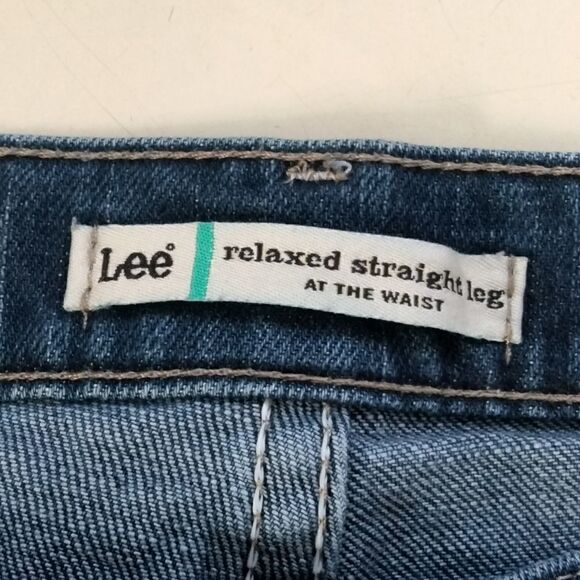 Lee® relaxed straight leg
AT THE WAIST